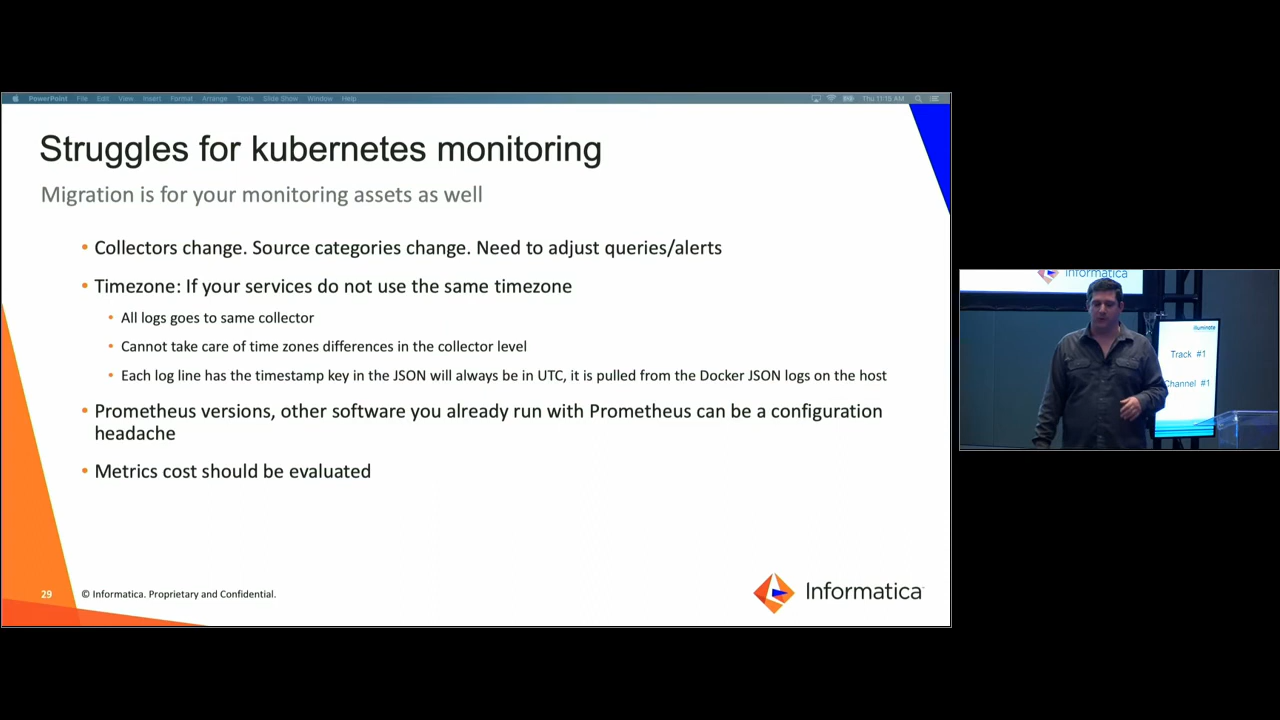 PowerPoint File Edit View Insert Format Arrange Tools Slide Show Window Help Thu 11:15 AM
Struggles for kubernetes monitoring
Migration is for your monitoring assets as well
• Collectors change. Source categories change. Need to adjust queries/alerts
• Timezone: If your services do not use the same timezone
• All logs goes to same collector
• Cannot take care of time zones differences in the collector level
• Each log line has the timestamp key in the JSON will always be in UTC, it is pulled from the Docker JSON logs on the host
• Prometheus versions, other software you already run with Prometheus can be a configuration
headache
• Metrics cost should be evaluated
29 © Informatica. Proprietary and Confidential.
Informatica
Informatica
illuminate
Track #1
Channel #1